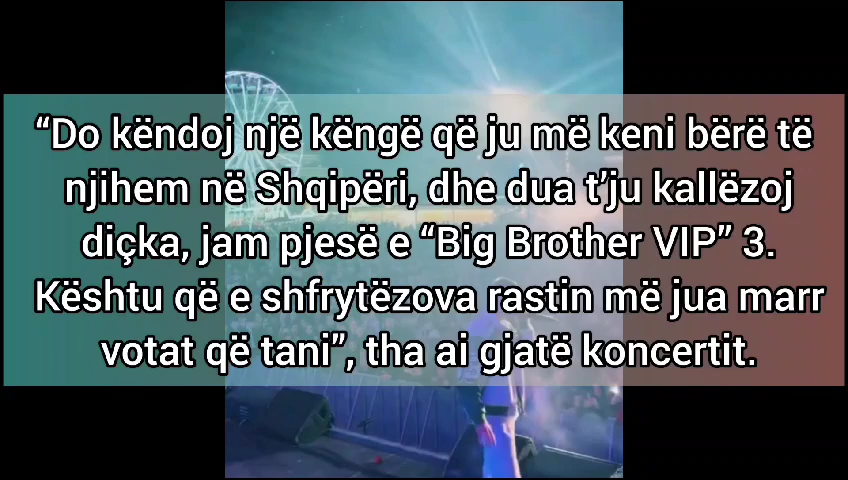 “Do këndoj një këngë që ju më keni bërë të
njihem në Shqipëri, dhe dua t’ju kallëzoj
diçka, jam pjesë e “Big Brother VIP” 3.
Kështu që e shfrytëzova rastin më jua marr
votat që tani”, tha ai gjatë koncertit.